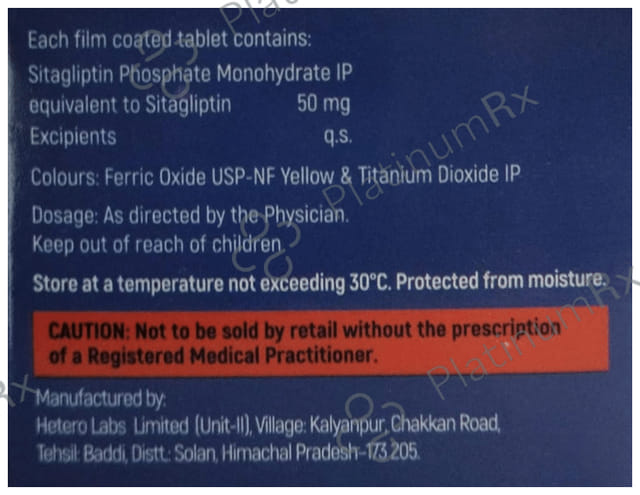 Each film coated tablet contains:
Sitagliptin Phosphate Monohydrate IP
equivalent to Sitagliptin 50 mg
Excipients q.s.
Colours: Ferric Oxide USP-NF Yellow & Titanium Dioxide IP
Dosage: As directed by the Physician.
Keep out of reach of children.
Store at a temperature not exceeding 30°C. Protected from moisture.
CAUTION: Not to be sold by retail without the prescription
of a Registered Medical Practitioner.
Manufactured by:
Hetero Labs Limited (Unit-II), Village: Kalyanpur, Chakkan Road,
Tehsil: Baddi, Distt.: Solan, Himachal Pradesh-173 205.
PlatinumRx
PlatinumRx